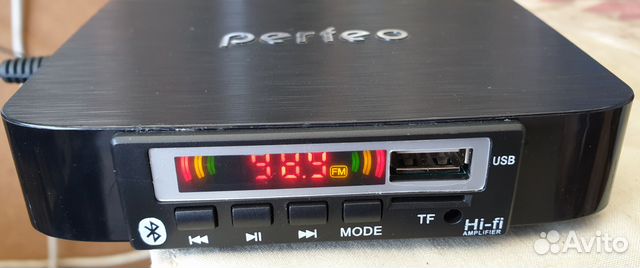 perfeo
98.9
FM
USB
MODE
TF
Hi-fi
AMPLIFIER
Avito